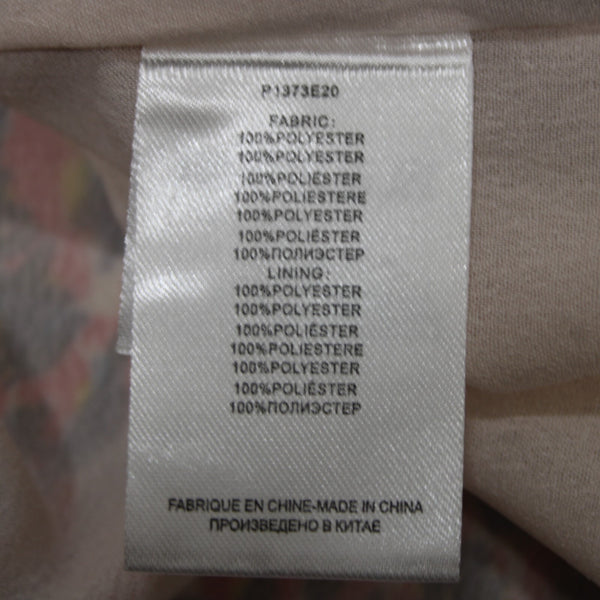 P1373E20
FABRIC:
100%POLYESTER
100%POLYESTER
100%POLIÉSTER
100%POLIESTERE
100%POLYESTER
100%POLIÉSTER
100%ПОЛИЭСТЕР
LINING:
100%POLYESTER
100%POLYESTER
100%POLIÉSTER
100%POLIESTERE
100%POLYESTER
100%POLIÉSTER
100%ПОЛИЭСТЕР
FABRIQUE EN CHINE-MADE IN CHINA
ПРОИЗВЕДЕНО В КИТАЕ